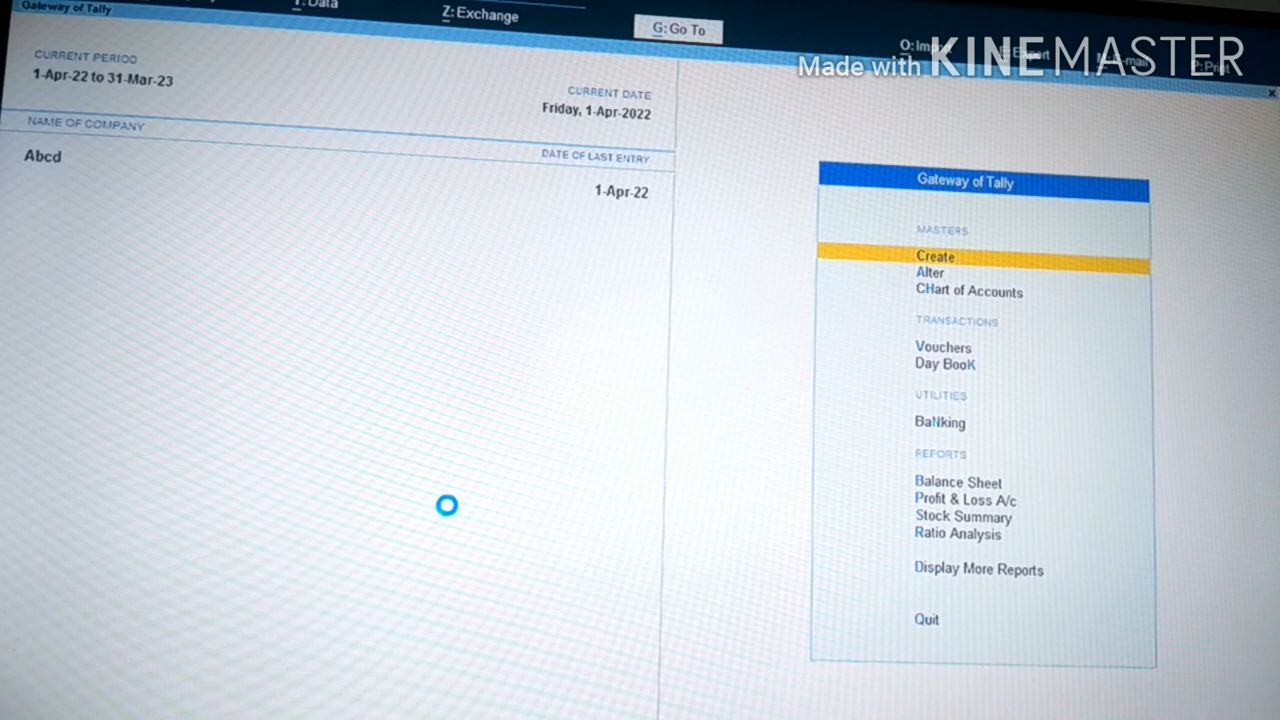 Gateway of Tally
Data
Z: Exchange
G: Go To
Made with KINEMASTER
CURRENT PERIOD
1-Apr-22 to 31-Mar-23
CURRENT DATE
Friday, 1-Apr-2022
NAME OF COMPANY
DATE OF LAST ENTRY
Abcd
1-Apr-22
Gateway of Tally
MASTERS
Create
Alter
CHart of Accounts
TRANSACTIONS
Vouchers
Day BooK
UTILITIES
BaNking
REPORTS
Balance Sheet
Profit & Loss A/c
Stock Summary
Ratio Analysis
Display More Reports
Quit